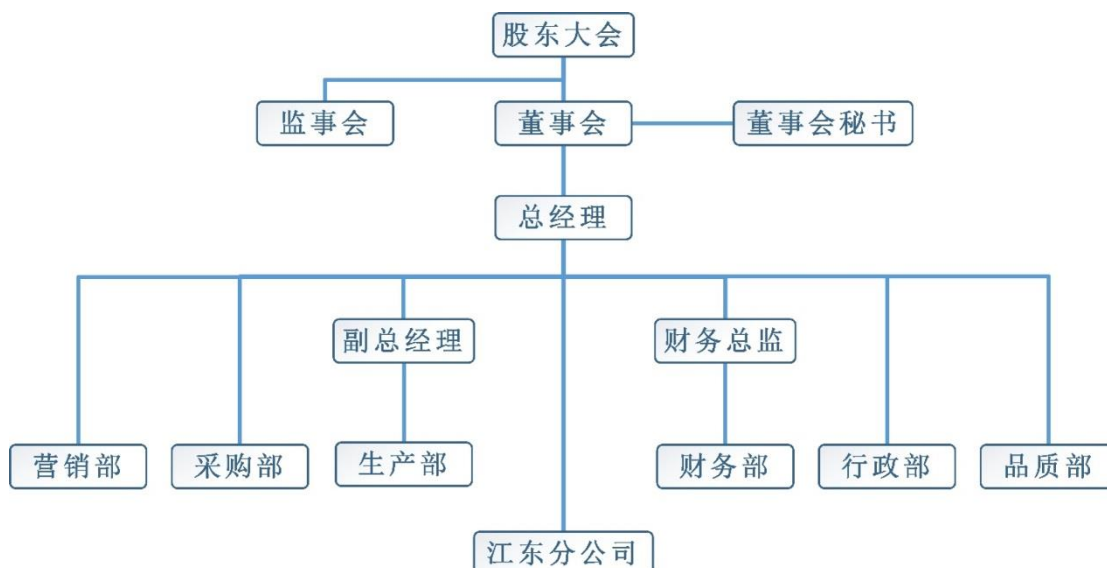 股东大会
监事会
董事会
董事会秘书
总经理
副总经理
财务总监
营销部
采购部
生产部
财务部
行政部
品质部
江东分公司